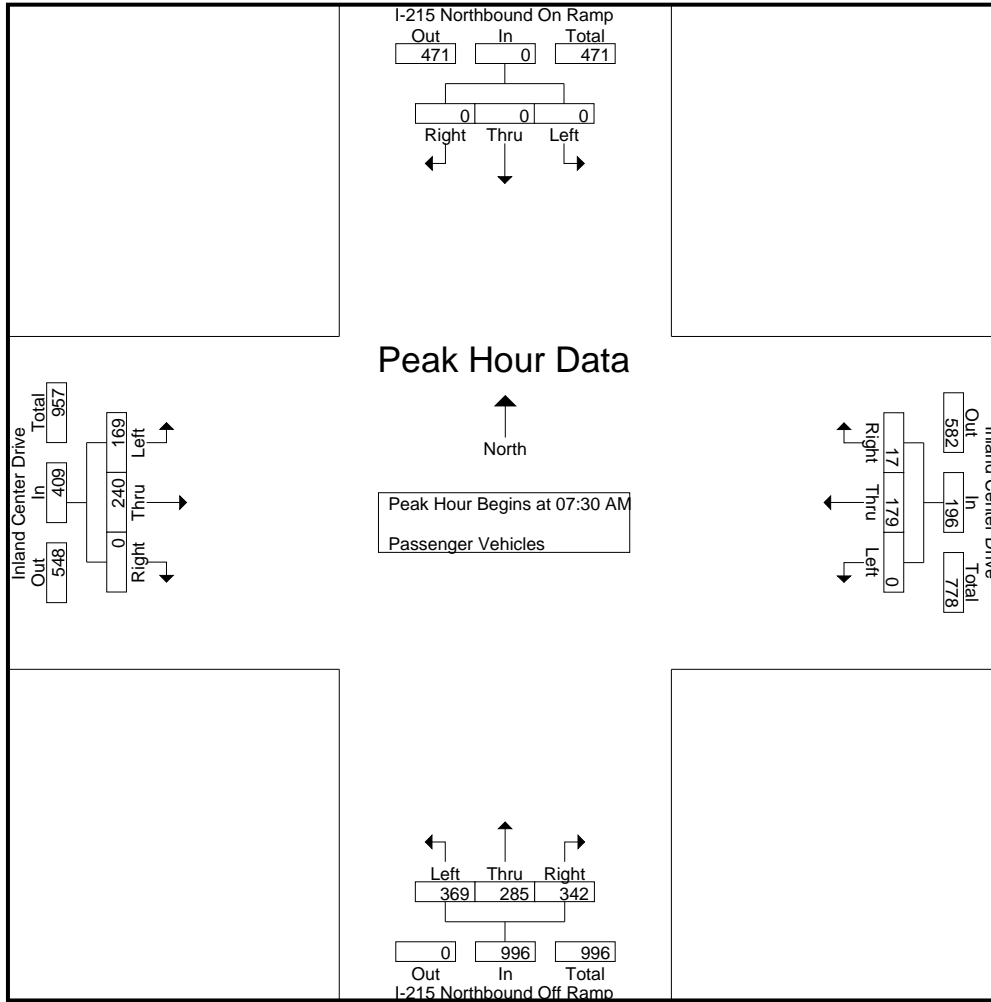 I-215 Northbound On Ramp
Out In Total
471 0 471
0 0 0
Right Thru Left
Peak Hour Data
North
Peak Hour Begins at 07:30 AM
Passenger Vehicles
Inland Center Drive
Total In Out
957 409 548
169 240 0
Left Thru Right
Inland Center Drive
Out In Total
582 196 778
17 179 0
Right Thru Left
Left Thru Right
369 285 342
0 996 996
Out In Total
I-215 Northbound Off Ramp